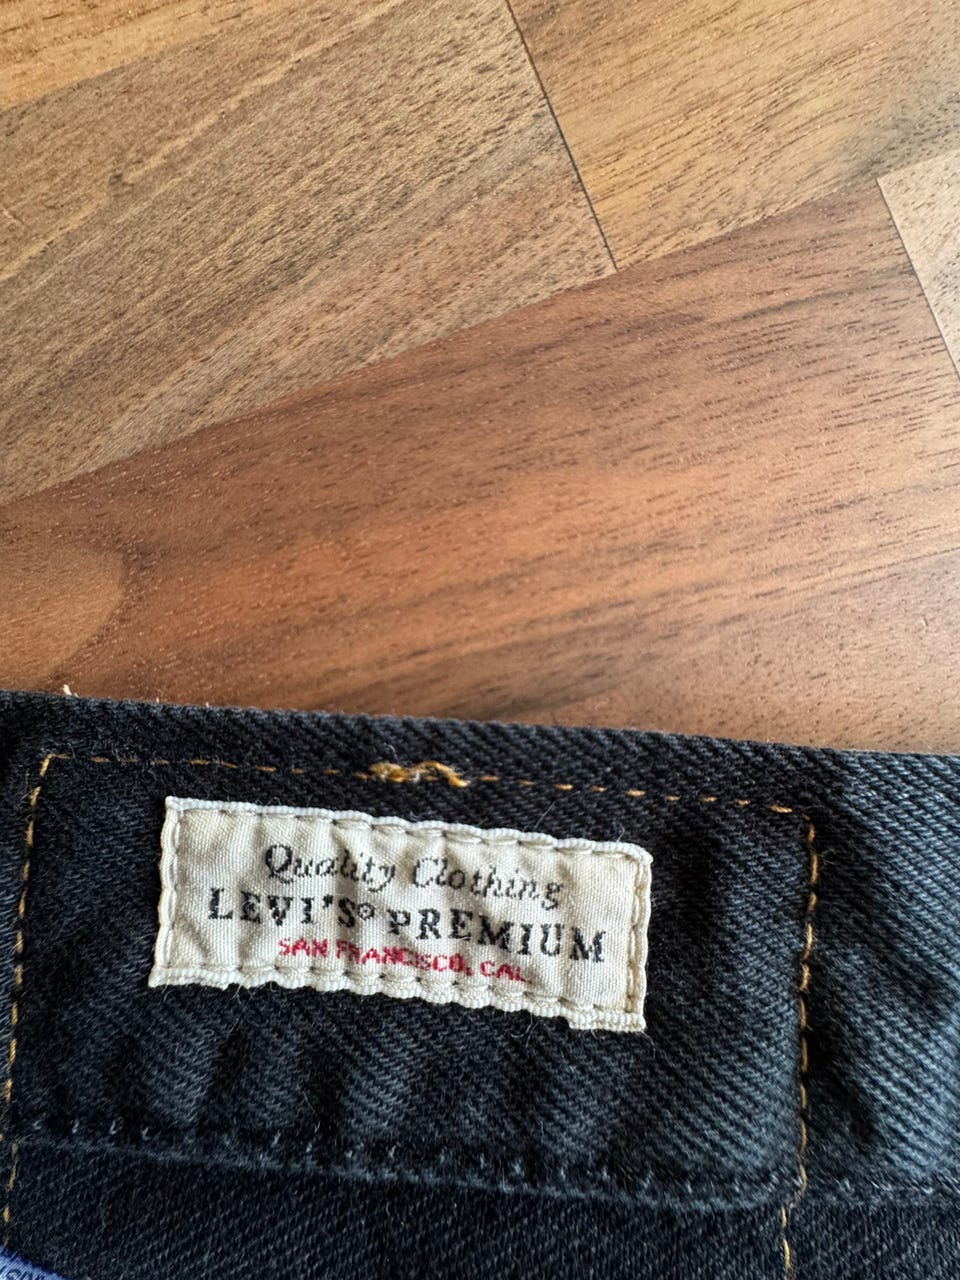 Quality Clothing
LEVI'S® PREMIUM
SAN FRANCISCO, CAL.